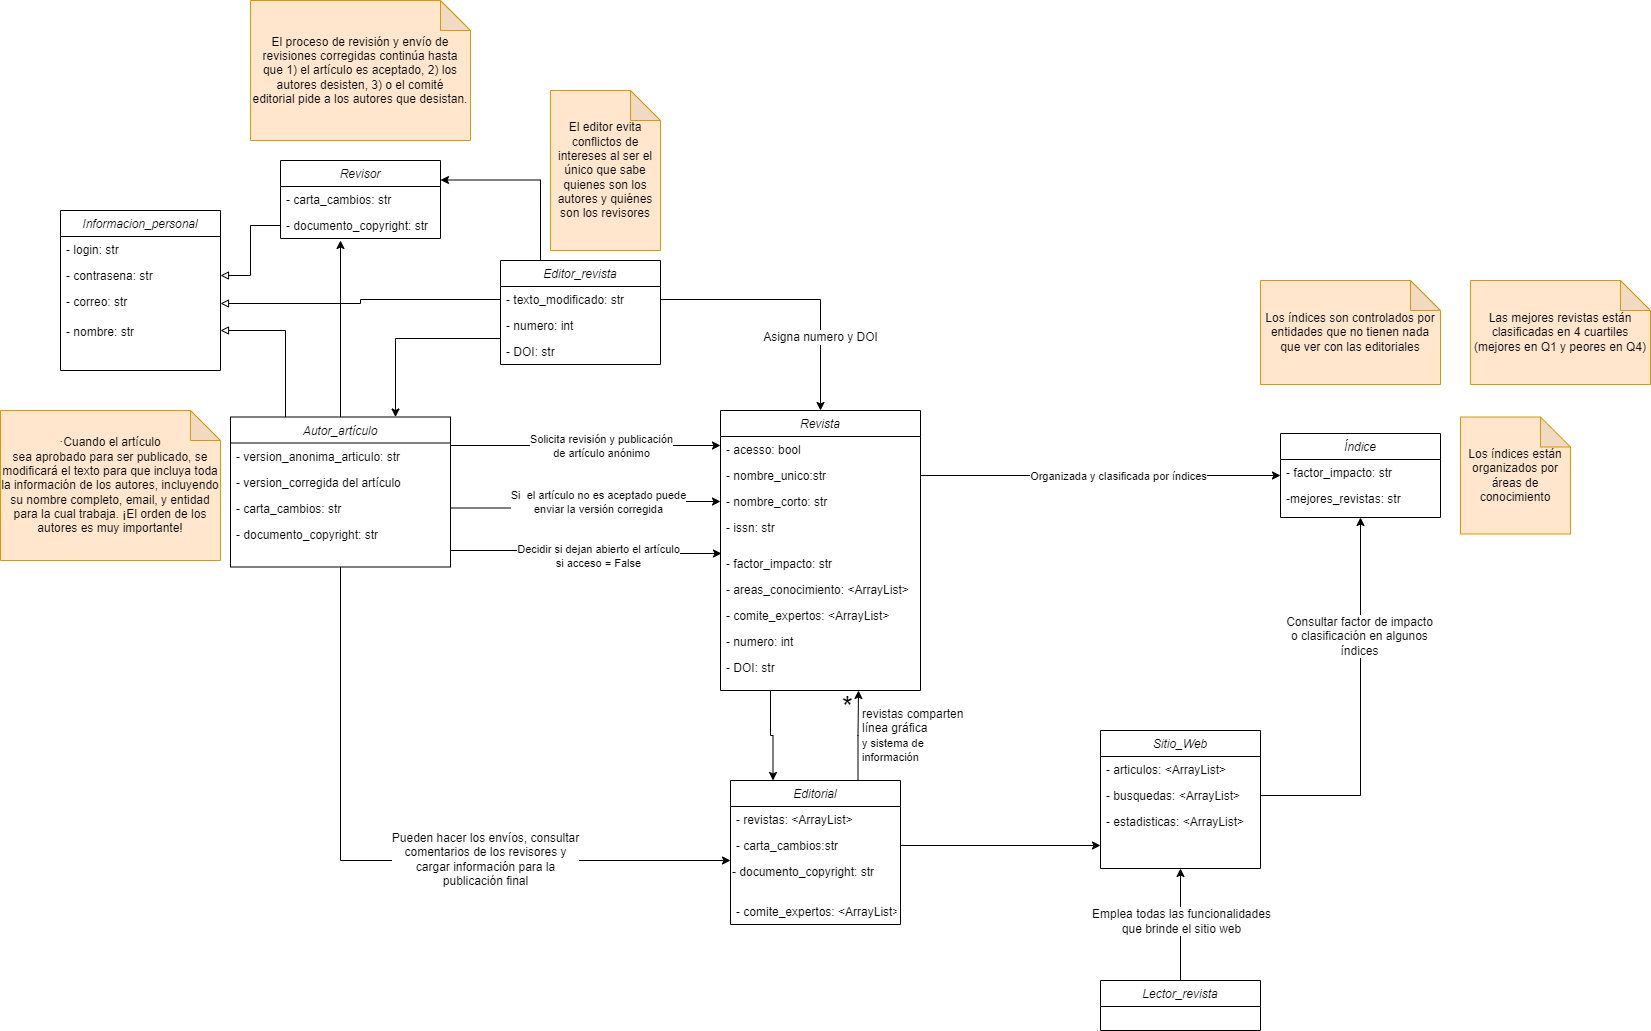 El proceso de revisión y envío de
revisiones corregidas continúa hasta
que 1) el artículo es aceptado, 2) los
autores desisten, 3) o el comité
editorial pide a los autores que desistan.
El editor evita
conflictos de
intereses al ser el
único que sabe
quienes son los
autores y quiénes
son los revisores
Revisor
- carta_cambios: str
- documento_copyright: str
Informacion_personal
- login: str
- contrasena: str
- correo: str
- nombre: str
Editor_revista
- texto_modificado: str
- numero: int
- DOI: str
Asigna numero y DOI
Los índices son controlados por
entidades que no tienen nada
que ver con las editoriales
Las mejores revistas están
clasificadas en 4 cuartiles
(mejores en Q1 y peores en Q4)
·Cuando el artículo
sea aprobado para ser publicado, se
modificará el texto para que incluya toda
la información de los autores, incluyendo
su nombre completo, email, y entidad
para la cual trabaja. ¡El orden de los
autores es muy importante!
Autor_artículo
- version_anonima_articulo: str
- version_corregida del artículo
- carta_cambios: str
- documento_copyright: str
Solicita revisión y publicación
de artículo anónimo
Si  el artículo no es aceptado puede
enviar la versión corregida
Decidir si dejan abierto el artículo
si acceso = False
Revista
- acesso: bool
- nombre_unico:str
- nombre_corto: str
- issn: str
- factor_impacto: str
- areas_conocimiento: <ArrayList>
- comite_expertos: <ArrayList>
- numero: int
- DOI: str
Organizada y clasificada por índices
Índice
- factor_impacto: str
-mejores_revistas: str
Los índices están
organizados por
áreas de
conocimiento
Consultar factor de impacto
o clasificación en algunos
índices
*
revistas comparten
línea gráfica
y sistema de
información
Sitio_Web
- articulos: <ArrayList>
- busquedas: <ArrayList>
- estadisticas: <ArrayList>
Editorial
- revistas: <ArrayList>
- carta_cambios:str
- documento_copyright: str
- comite_expertos: <ArrayList>
Pueden hacer los envíos, consultar
comentarios de los revisores y
cargar información para la
publicación final
Emplea todas las funcionalidades
que brinde el sitio web
Lector_revista